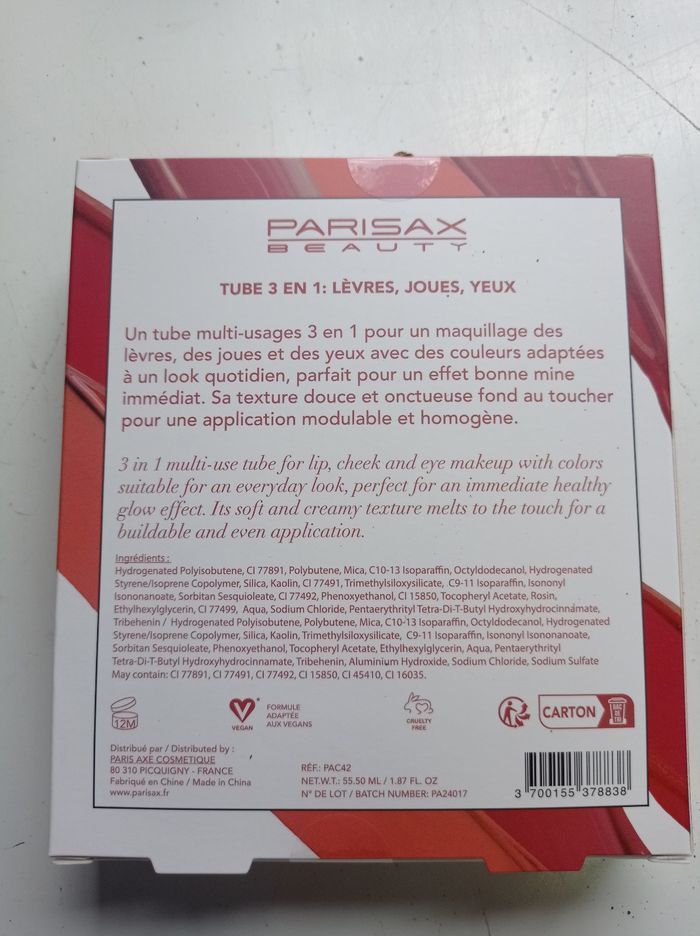 PARISAX
BEAUTY
TUBE 3 EN 1: LÈVRES, JOUES, YEUX
Un tube multi-usages 3 en 1 pour un maquillage des
lèvres, des joues et des yeux avec des couleurs adaptées
à un look quotidien, parfait pour un effet bonne mine
immédiat. Sa texture douce et onctueuse fond au toucher
pour une application modulable et homogène.
3 in 1 multi-use tube for lip, cheek and eye makeup with colors
suitable for an everyday look, perfect for an immediate healthy
glow effect. Its soft and creamy texture melts to the touch for a
buildable and even application.
Ingrédients :
Hydrogenated Polyisobutene, CI 77891, Polybutene, Mica, C10-13 Isoparaffin, Octyldodecanol, Hydrogenated
Styrene/Isoprene Copolymer, Silica, Kaolin, CI 77491, Trimethylsiloxysilicate, C9-11 Isoparaffin, Isononyl
Isononanoate, Sorbitan Sesquioleate, CI 77492, Phenoxyethanol, CI 15850, Tocopheryl Acetate, Rosin,
Ethylhexylglycerin, CI 77499, Aqua, Sodium Chloride, Pentaerythrityl Tetra-Di-T-Butyl Hydroxyhydrocinnamate,
Tribehenin / Hydrogenated Polyisobutene, Polybutene, Mica, C10-13 Isoparaffin, Octyldodecanol, Hydrogenated
Styrene/Isoprene Copolymer, Silica, Kaolin, Trimethylsiloxysilicate, C9-11 Isoparaffin, Isononyl Isononanoate,
Sorbitan Sesquioleate, Phenoxyethanol, Tocopheryl Acetate, Ethylhexylglycerin, Aqua, Pentaerythrityl
Tetra-Di-T-Butyl Hydroxyhydrocinnamate, Tribehenin, Aluminium Hydroxide, Sodium Chloride, Sodium Sulfate
May contain: CI 77891, CI 77491, CI 77492, CI 15850, CI 45410, CI 16035.
12M
VEGAN
FORMULE
ADAPTÉE
AUX VEGANS
CRUELTY
FREE
CARTON
BAC
DE
TRI
Distribué par / Distributed by :
PARIS AXE COSMETIQUE
80 310 PICQUIGNY - FRANCE
Fabriqué en Chine / Made in China
www.parisax.fr
RÉF.: PAC42
NET.WT.: 55.50 ML / 1.87 FL. OZ
N° DE LOT / BATCH NUMBER: PA24017
3 700155 378838